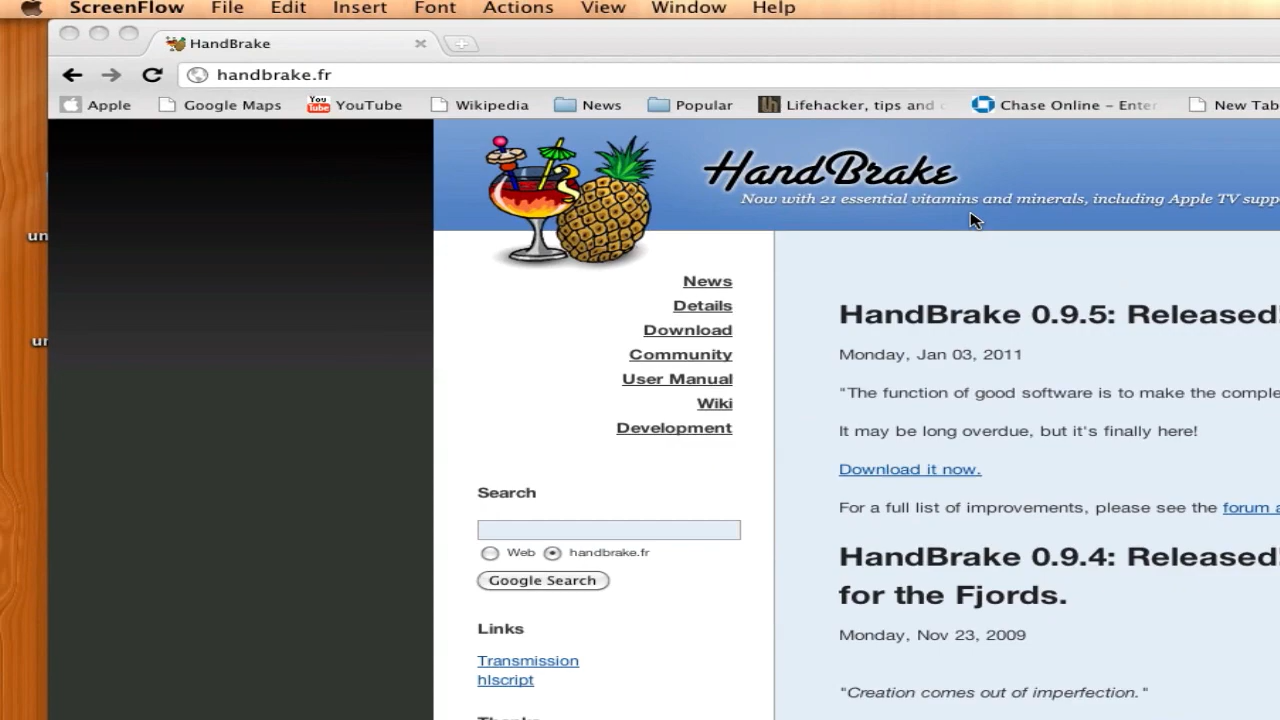 ScreenFlow File Edit Insert Font Actions View Window Help
HandBrake
handbrake.fr
Apple Google Maps YouTube Wikipedia News Popular Lifehacker, tips and Chase Online - Enter New Tab
HandBrake
Now with 21 essential vitamins and minerals, including Apple TV
News
Details
Download
Community
User Manual
Wiki
Development
Search
Web handbrake.fr
Google Search
Links
Transmission
hlscript
HandBrake 0.9.5: Released!
Monday, Jan 03, 2011
"The function of good software is to make the
It may be long overdue, but it's finally here!
Download it now.
For a full list of improvements, please see the forum
HandBrake 0.9.4: Released!
for the Fjords.
Monday, Nov 23, 2009
"Creation comes out of imperfection."